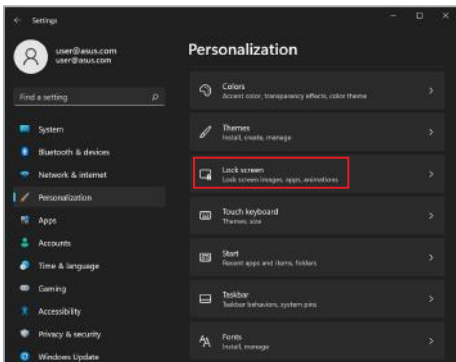 Settings
user@asus.com
user@asus.com
Find a setting
System
Bluetooth & devices
Network & internet
Personalization
Apps
Accounts
Time & language
Gaming
Accessibility
Privacy & security
Windows Update
Personalization
Colors
Accent color, transparency effects, color theme
Themes
Install, create, manage
Lock screen
Lock screen images, apps, animations
Touch keyboard
Themes, size
Start
Recent apps and items, folders
Taskbar
Taskbar behaviors, system pins
Fonts
Install, manage